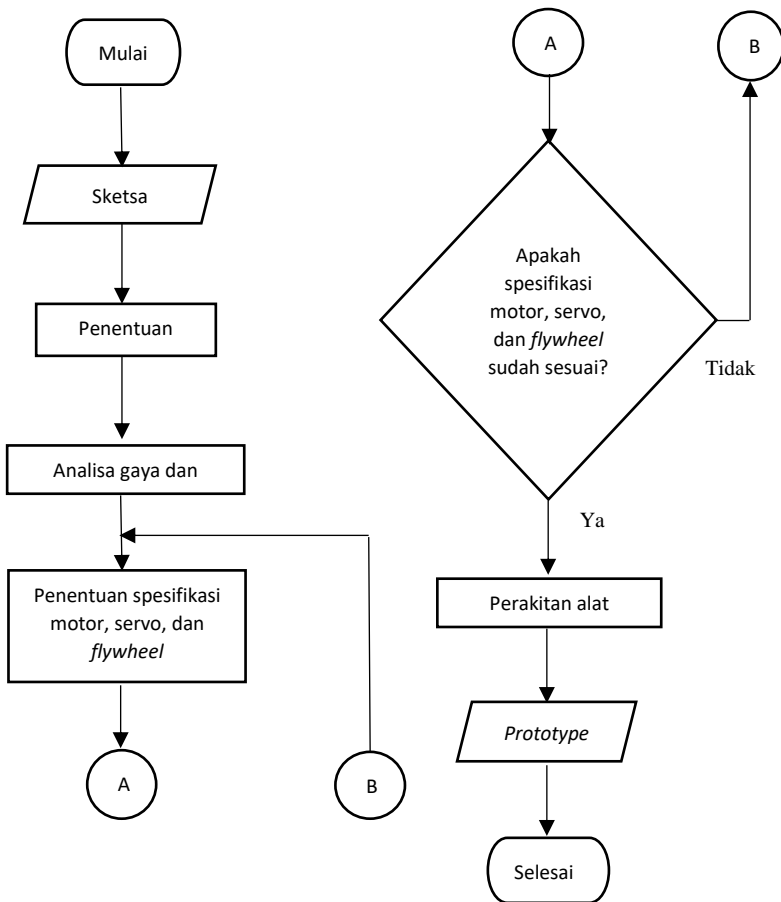 Mulai
Sketsa
Penentuan
Analisa gaya dan
Penentuan spesifikasi
motor, servo, dan
flywheel
A
B
A
B
Apakah
spesifikasi
motor, servo,
dan flywheel
sudah sesuai?
Tidak
Ya
Perakitan alat
Prototype
Selesai